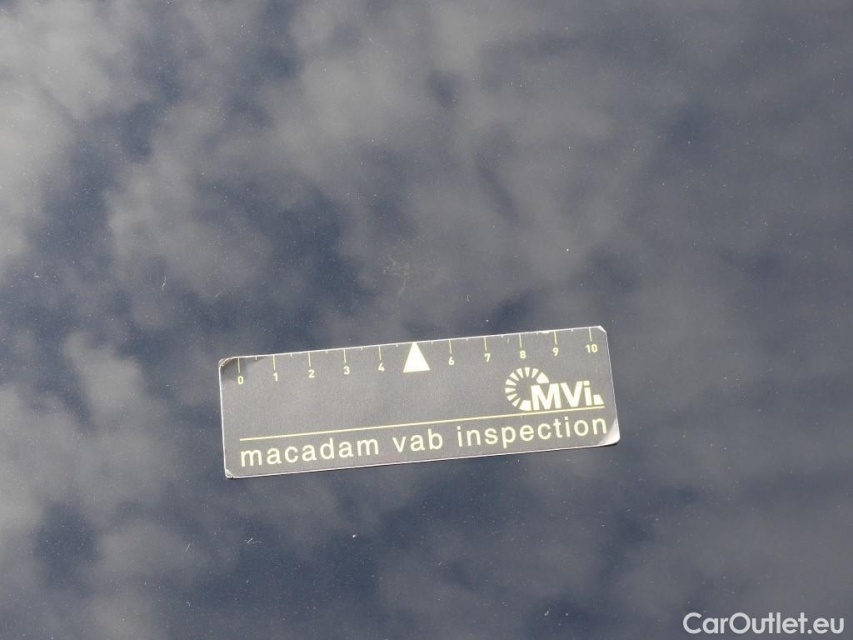 0 1 2 3 4 6 7 8 9 10
MVi
macadam vab inspection
CarOutlet.eu